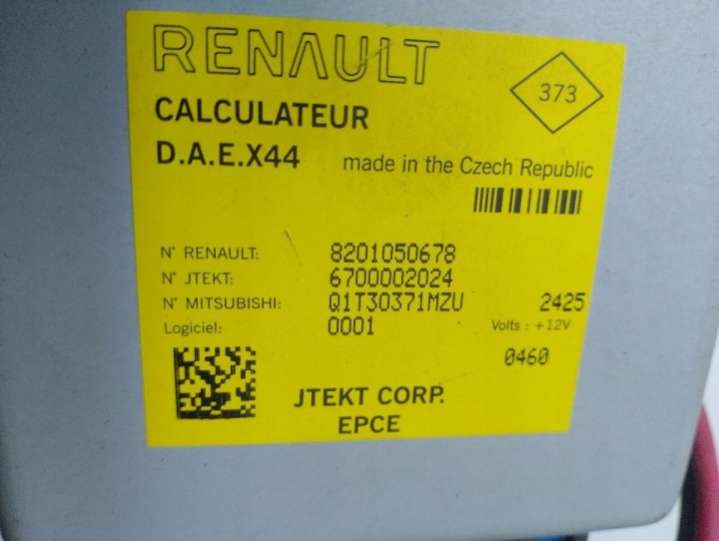 RENAULT
373
CALCULATEUR
D.A.E.X44 made in the Czech Republic
N° RENAULT: 8201050678
N° JTEKT: 6700002024
N° MITSUBISHI: Q1T30371MZU 2425
Logiciel: 0001 Volts : +12V
0460
JTEKT CORP.
EPCE